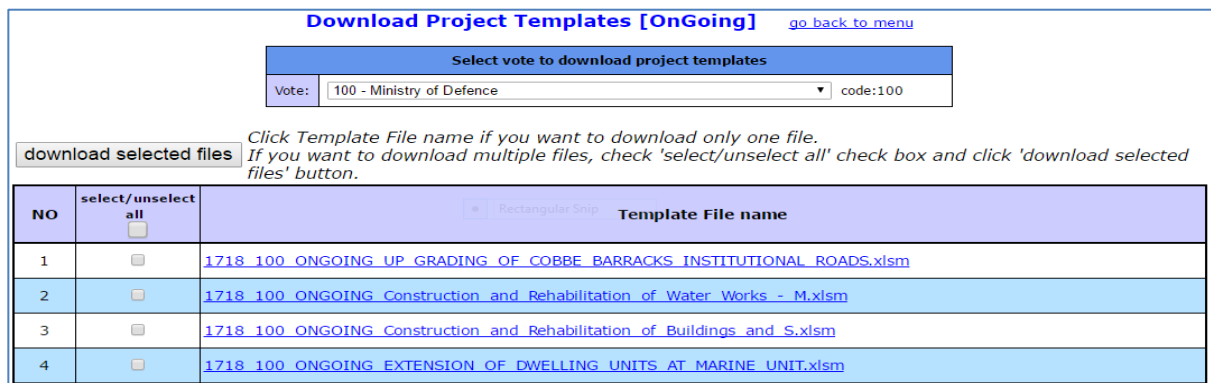 Download Project Templates [OnGoing] go back to menu
Select vote to download project templates
Vote: 100 - Ministry of Defence code:100
Click Template File name if you want to download only one file.
download selected files If you want to download multiple files, check 'select/unselect all' check box and click 'download selected
files' button.
NO select/unselect all Template File name
Rectangular Snip
1 1718_100_ONGOING_UP_GRADING_OF_COBBE_BARRACKS_INSTITUTIONAL_ROADS.xlsm
2 1718_100_ONGOING_Construction_and_Rehabilitation_of_Water_Works_-_M.xlsm
3 1718_100_ONGOING_Construction_and_Rehabilitation_of_Buildings_and_S.xlsm
4 1718_100_ONGOING_EXTENSION_OF_DWELLING_UNITS_AT_MARINE_UNIT.xlsm